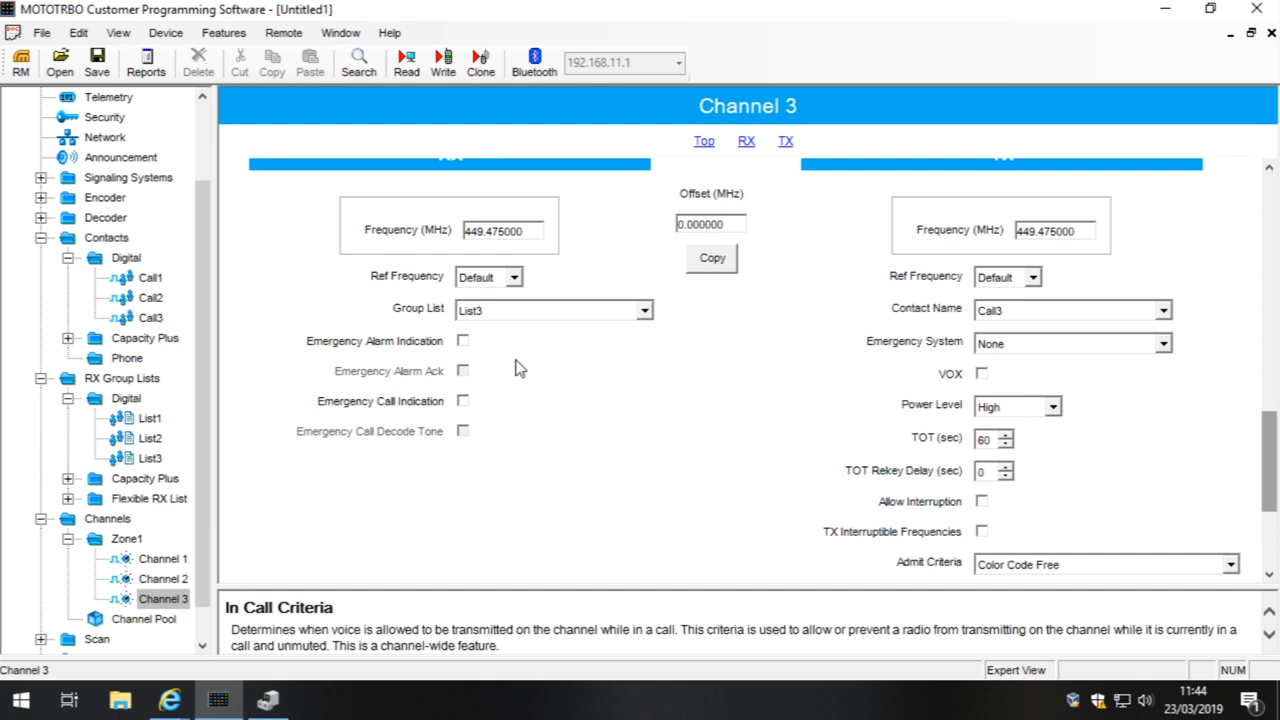 MOTOTRBO Customer Programming Software - [Untitled1]
File Edit View Device Features Remote Window Help
RM Open Save Reports Delete Cut Copy Paste Search Read Write Clone Bluetooth 192.168.11.1
Telemetry
Security
Network
Announcement
Signaling Systems
Encoder
Decoder
Contacts
Digital
Call1
Call2
Call3
Capacity Plus
Phone
RX Group Lists
Digital
List1
List2
List3
Capacity Plus
Flexible RX List
Channels
Zone1
Channel 1
Channel 2
Channel 3
Channel Pool
Scan
Channel 3
Top RX TX
RX
Frequency (MHz) 449.475000
Ref Frequency Default
Group List List3
Emergency Alarm Indication
Emergency Alarm Ack
Emergency Call Indication
Emergency Call Decode Tone
Offset (MHz)
0.000000
Copy
TX
Frequency (MHz) 449.475000
Ref Frequency Default
Contact Name Call3
Emergency System None
VOX
Power Level High
TOT (sec) 60
TOT Rekey Delay (sec) 0
Allow Interruption
TX Interruptible Frequencies
Admit Criteria Color Code Free
In Call Criteria
Determines when voice is allowed to be transmitted on the channel while in a call. This criteria is used to allow or prevent a radio from transmitting on the channel while it is currently in a
call and unmuted. This is a channel-wide feature.
Channel 3 Expert View NUM
11:44
23/03/2019
1